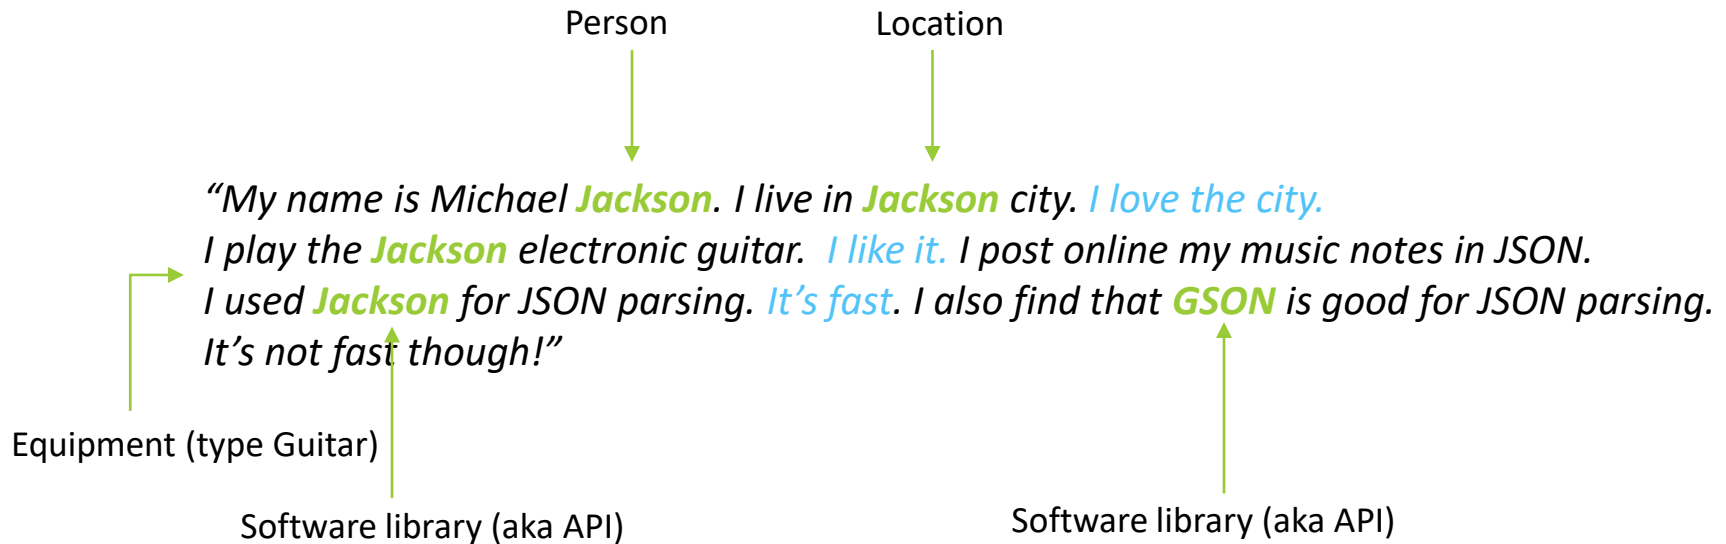 Person
Location
“My name is Michael Jackson. I live in Jackson city. I love the city.
I play the Jackson electronic guitar. I like it. I post online my music notes in JSON.
I used Jackson for JSON parsing. It’s fast. I also find that GSON is good for JSON parsing.
It’s not fast though!”
Equipment (type Guitar)
Software library (aka API)
Software library (aka API)